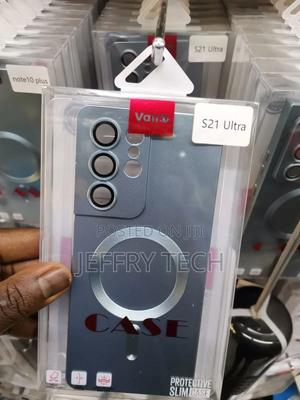 S21 Ultra
note10 plus
S21 Ultra
POSTED ON JIJI
JEFFRY TECH
CASE
PROTECTIVE
SLIM CASE